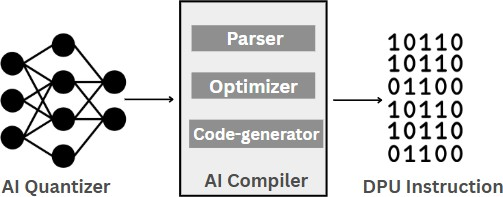 Parser
Optimizer
Code-generator
10110
10110
01100
10110
10110
01100
AI Quantizer
AI Compiler
DPU Instruction